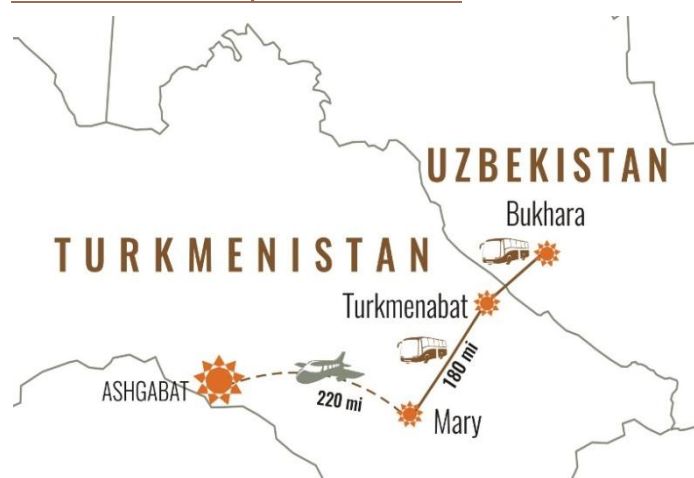 UZBEKISTAN
Bukhara
TURKMENISTAN
Turkmenabat
180 mi
ASHGABAT
220 mi
Mary